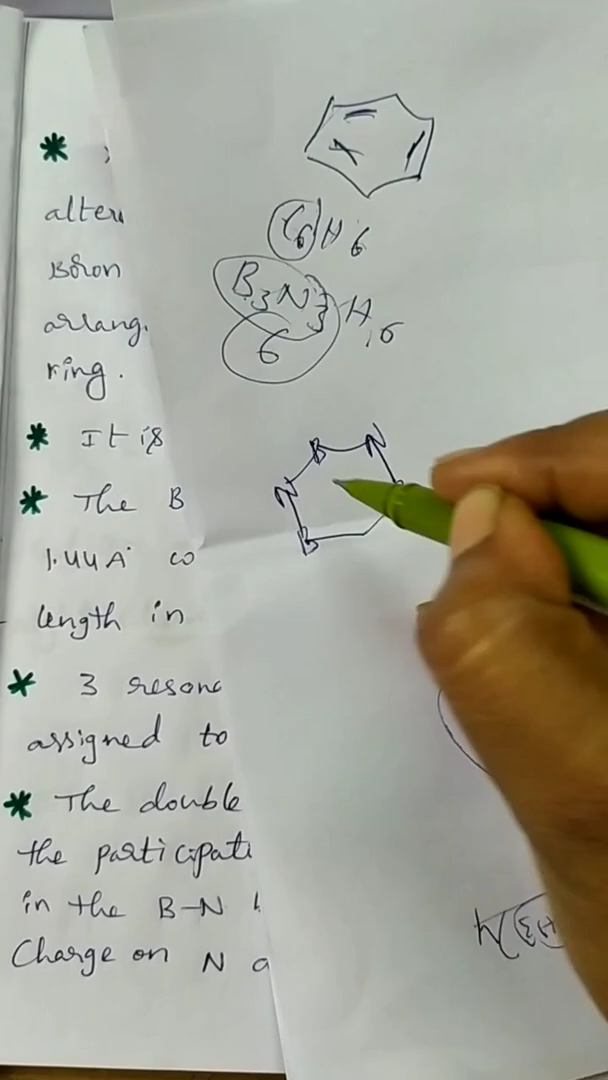 alter
Boron
arrang.
ring.
It is
The B
1.44A° co
length in
3 resonc
assigned to
The double
the participati
in the B-N
Charge on N a
C6H6
B3N3H6
6
B N
N
B